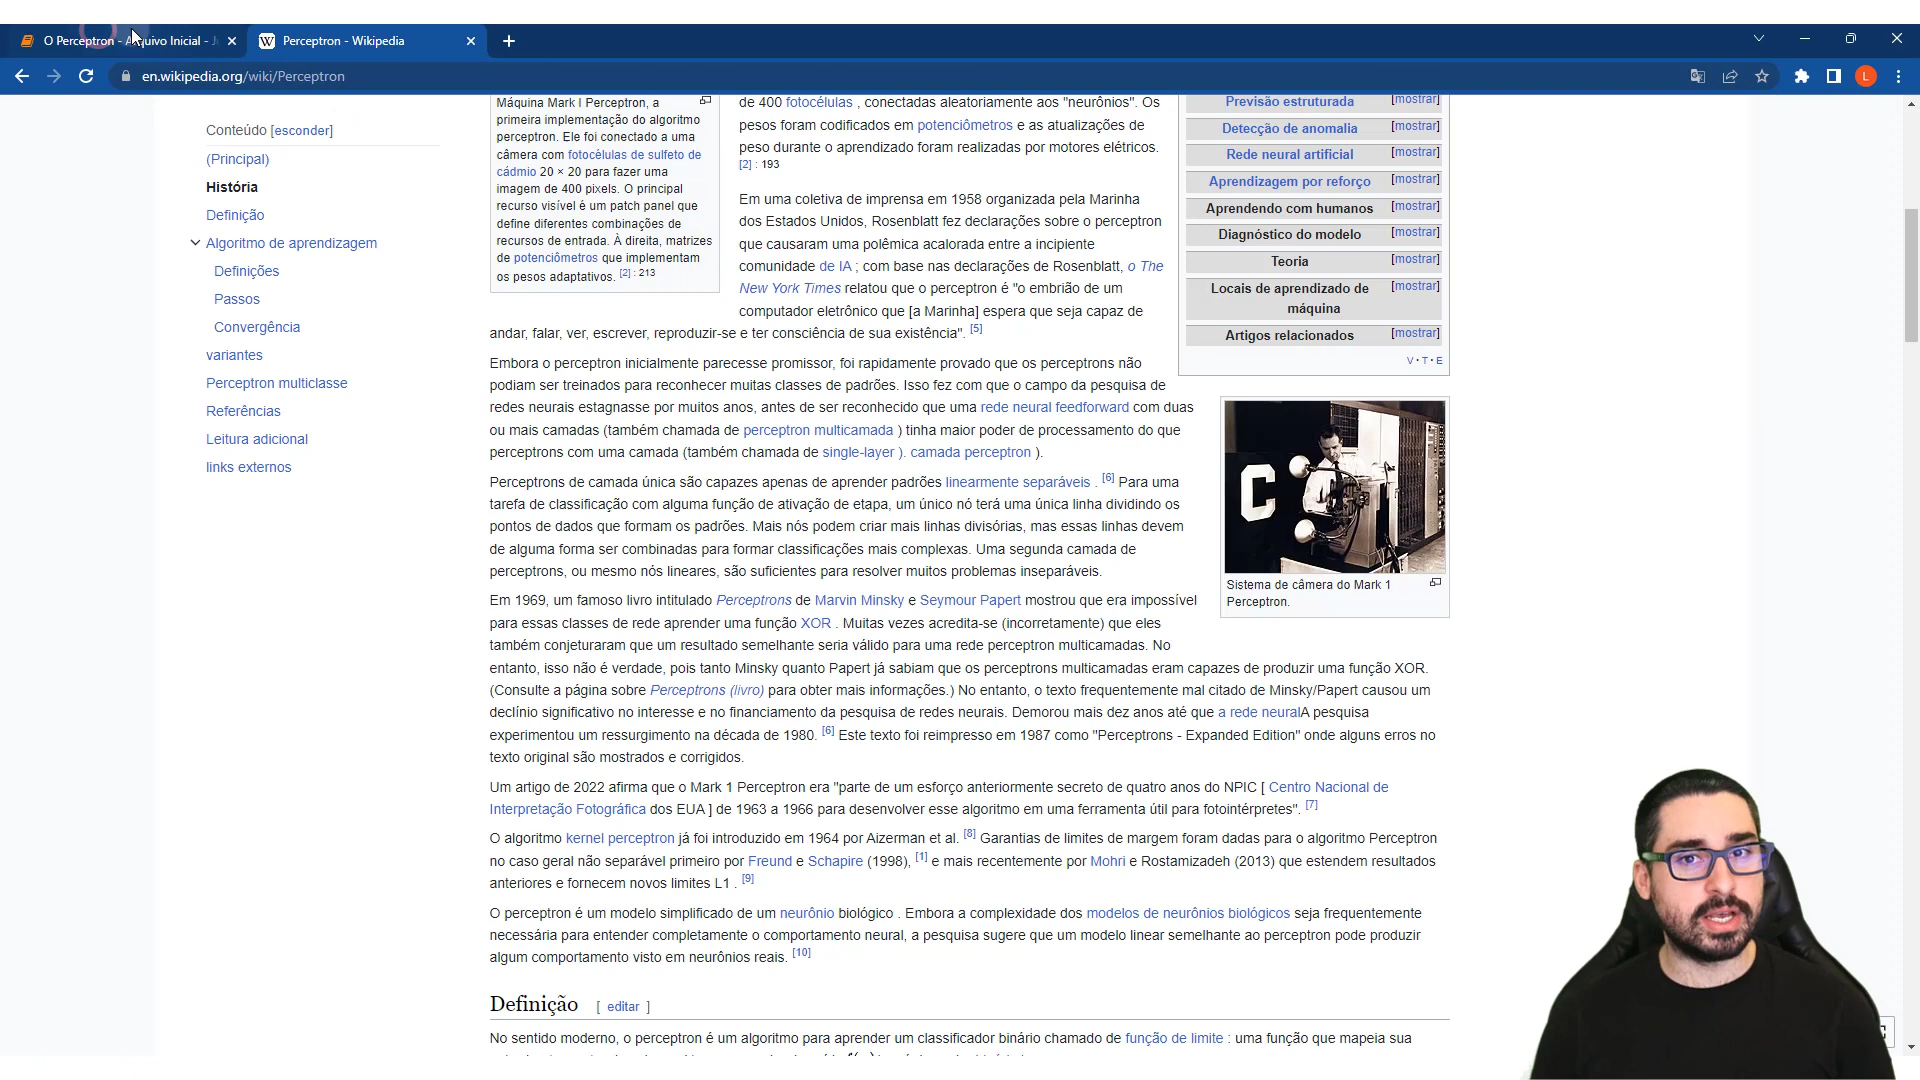 O Perceptron - Arquivo Inicial - J
Perceptron - Wikipedia
en.wikipedia.org/wiki/Perceptron
L
Conteúdo [esconder]
(Principal)
História
Definição
Algoritmo de aprendizagem
Definições
Passos
Convergência
variantes
Perceptron multiclasse
Referências
Leitura adicional
links externos
Máquina Mark I Perceptron, a
primeira implementação do algoritmo
perceptron. Ele foi conectado a uma
câmera com fotocélulas de sulfeto de
cádmio 20 × 20 para fazer uma
imagem de 400 pixels. O principal
recurso visível é um patch panel que
define diferentes combinações de
recursos de entrada. À direita, matrizes
de potenciômetros que implementam
os pesos adaptativos. [2] : 213
de 400 fotocélulas , conectadas aleatoriamente aos "neurônios". Os
pesos foram codificados em potenciômetros e as atualizações de
peso durante o aprendizado foram realizadas por motores elétricos.
[2] : 193
Em uma coletiva de imprensa em 1958 organizada pela Marinha
dos Estados Unidos, Rosenblatt fez declarações sobre o perceptron
que causaram uma polêmica acalorada entre a incipiente
comunidade de IA ; com base nas declarações de Rosenblatt, o The
New York Times relatou que o perceptron é "o embrião de um
computador eletrônico que [a Marinha] espera que seja capaz de
andar, falar, ver, escrever, reproduzir-se e ter consciência de sua existência". [5]
Embora o perceptron inicialmente parecesse promissor, foi rapidamente provado que os perceptrons não
podiam ser treinados para reconhecer muitas classes de padrões. Isso fez com que o campo da pesquisa de
redes neurais estagnasse por muitos anos, antes de ser reconhecido que uma rede neural feedforward com duas
ou mais camadas (também chamada de perceptron multicamada ) tinha maior poder de processamento do que
perceptrons com uma camada (também chamada de single-layer ). camada perceptron ).
Perceptrons de camada única são capazes apenas de aprender padrões linearmente separáveis . [6] Para uma
tarefa de classificação com alguma função de ativação de etapa, um único nó terá uma única linha dividindo os
pontos de dados que formam os padrões. Mais nós podem criar mais linhas divisórias, mas essas linhas devem
de alguma forma ser combinadas para formar classificações mais complexas. Uma segunda camada de
perceptrons, ou mesmo nós lineares, são suficientes para resolver muitos problemas inseparáveis.
Em 1969, um famoso livro intitulado Perceptrons de Marvin Minsky e Seymour Papert mostrou que era impossível
para essas classes de rede aprender uma função XOR . Muitas vezes acredita-se (incorretamente) que eles
também conjeturaram que um resultado semelhante seria válido para uma rede perceptron multicamadas. No
entanto, isso não é verdade, pois tanto Minsky quanto Papert já sabiam que os perceptrons multicamadas eram capazes de produzir uma função XOR.
(Consulte a página sobre Perceptrons (livro) para obter mais informações.) No entanto, o texto frequentemente mal citado de Minsky/Papert causou um
declínio significativo no interesse e no financiamento da pesquisa de redes neurais. Demorou mais dez anos até que a rede neuralA pesquisa
experimentou um ressurgimento na década de 1980. [6] Este texto foi reimpresso em 1987 como "Perceptrons - Expanded Edition" onde alguns erros no
texto original são mostrados e corrigidos.
Um artigo de 2022 afirma que o Mark 1 Perceptron era "parte de um esforço anteriormente secreto de quatro anos do NPIC [ Centro Nacional de
Interpretação Fotográfica dos EUA ] de 1963 a 1966 para desenvolver esse algoritmo em uma ferramenta útil para fotointérpretes". [7]
O algoritmo kernel perceptron já foi introduzido em 1964 por Aizerman et al. [8] Garantias de limites de margem foram dadas para o algoritmo Perceptron
no caso geral não separável primeiro por Freund e Schapire (1998), [1] e mais recentemente por Mohri e Rostamizadeh (2013) que estendem resultados
anteriores e fornecem novos limites L1 . [9]
O perceptron é um modelo simplificado de um neurônio biológico . Embora a complexidade dos modelos de neurônios biológicos seja frequentemente
necessária para entender completamente o comportamento neural, a pesquisa sugere que um modelo linear semelhante ao perceptron pode produzir
algum comportamento visto em neurônios reais. [10]
Definição [ editar ]
No sentido moderno, o perceptron é um algoritmo para aprender um classificador binário chamado de função de limite : uma função que mapeia sua
Previsão estruturada [mostrar]
Detecção de anomalia [mostrar]
Rede neural artificial [mostrar]
Aprendizagem por reforço [mostrar]
Aprendendo com humanos [mostrar]
Diagnóstico do modelo [mostrar]
Teoria [mostrar]
Locais de aprendizado de [mostrar]
máquina
Artigos relacionados [mostrar]
V · T · E
C
Sistema de câmera do Mark 1
Perceptron.